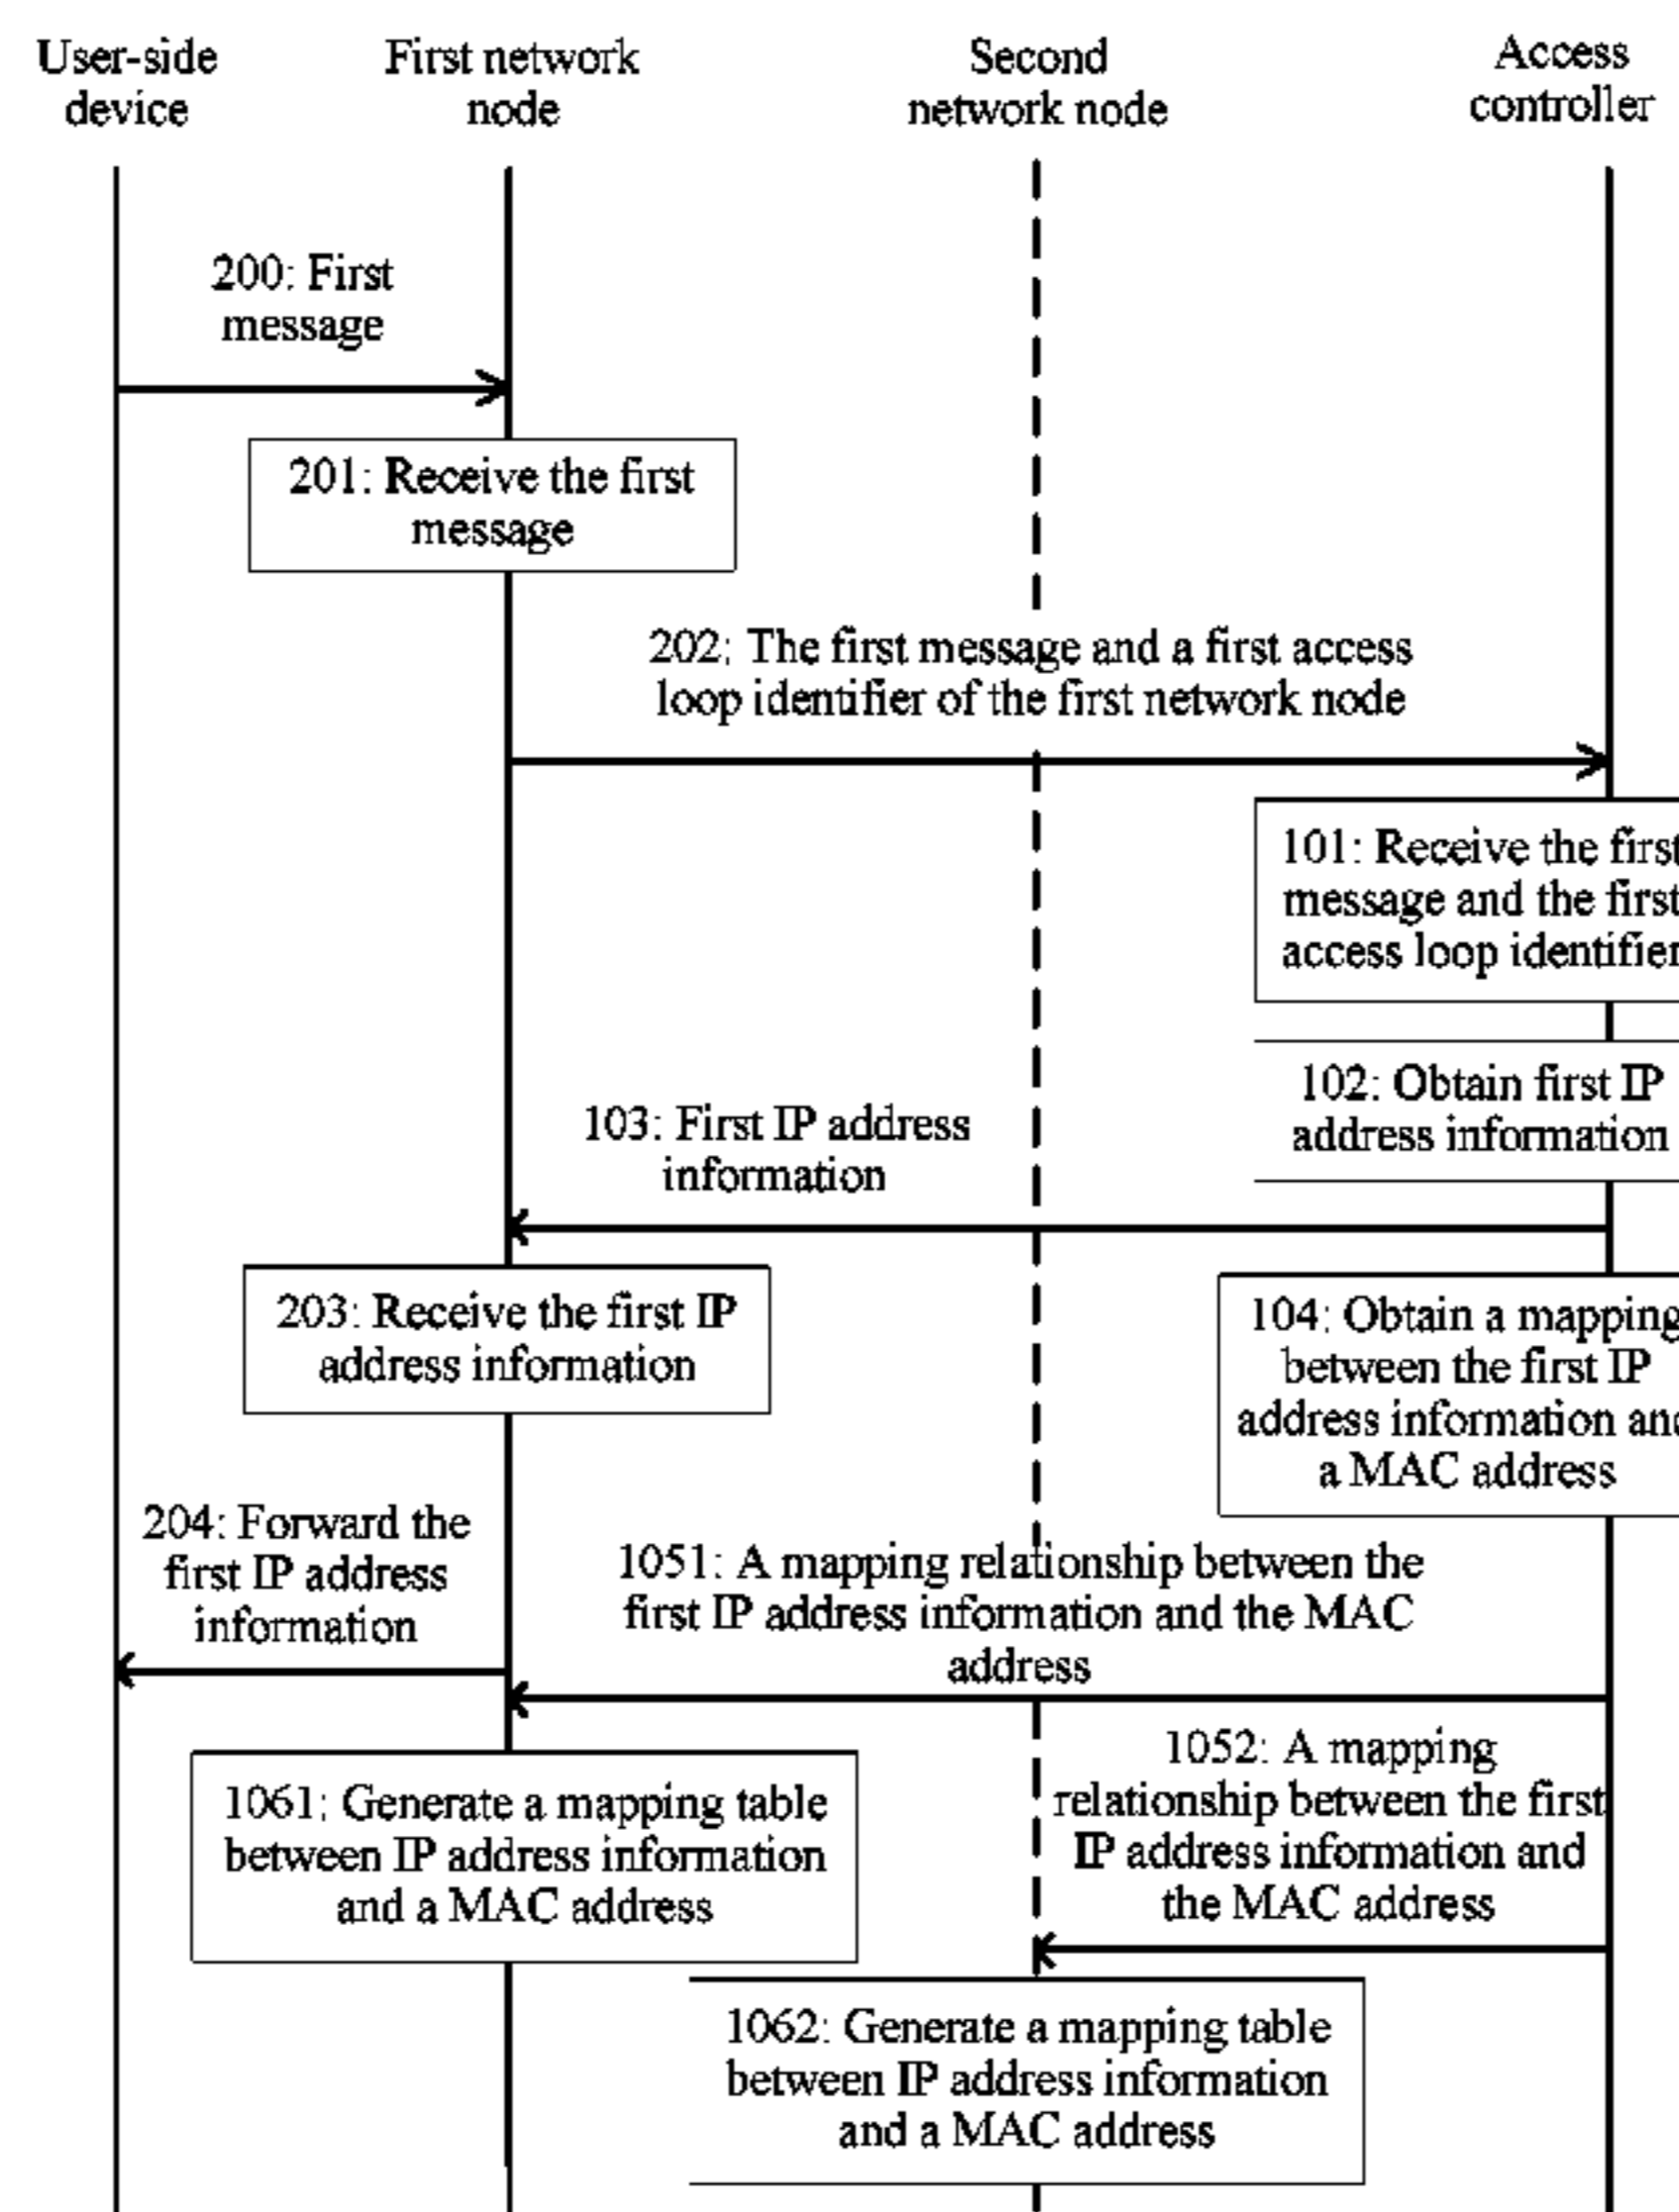 User-side
device
First network
node
Second
network node
Access
controller
200: First
message
201: Receive the first
message
202: The first message and a first access
loop identifier of the first network node
101: Receive the first
message and the first
access loop identifier
102: Obtain first IP
address information
103: First IP address
information
203: Receive the first IP
address information
104: Obtain a mapping
between the first IP
address information and
a MAC address
204: Forward the
first IP address
information
1051: A mapping relationship between the
first IP address information and the MAC
address
1052: A mapping
relationship between the first
IP address information and
the MAC address
1061: Generate a mapping table
between IP address information
and a MAC address
1062: Generate a mapping table
between IP address information
and a MAC address